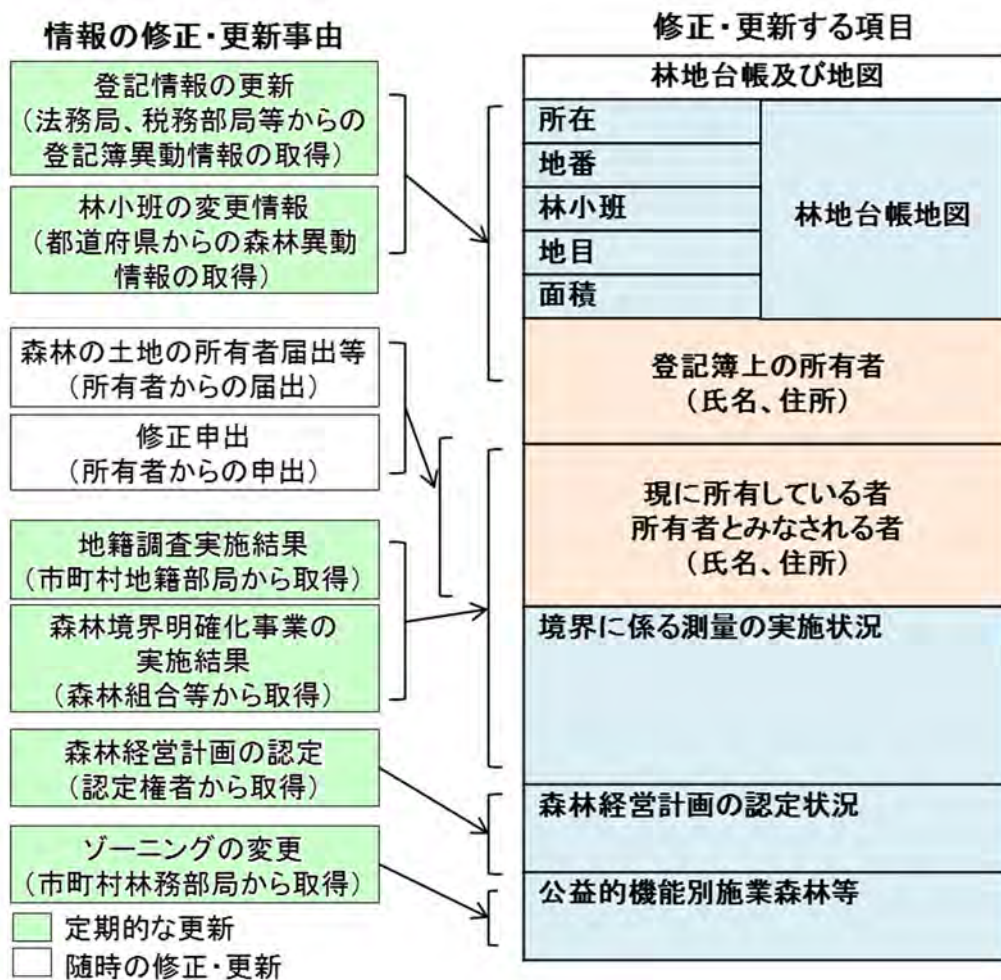 情報の修正・更新事由
登記情報の更新
(法務局、税務部局等からの
登記簿異動情報の取得)
林小班の変更情報
(都道府県からの森林異動
情報の取得)
森林の土地の所有者届出等
(所有者からの届出)
修正申出
(所有者からの申出)
地籍調査実施結果
(市町村地籍部局から取得)
森林境界明確化事業の
実施結果
(森林組合等から取得)
森林経営計画の認定
(認定権者から取得)
ゾーニングの変更
(市町村林務部局から取得)
定期的な更新
随時の修正・更新
修正・更新する項目
林地台帳及び地図
所在
地番
林小班
地目
面積
林地台帳地図
登記簿上の所有者
(氏名、住所)
現に所有している者
所有者とみなされる者
(氏名、住所)
境界に係る測量の実施状況
森林経営計画の認定状況
公益的機能別施業森林等